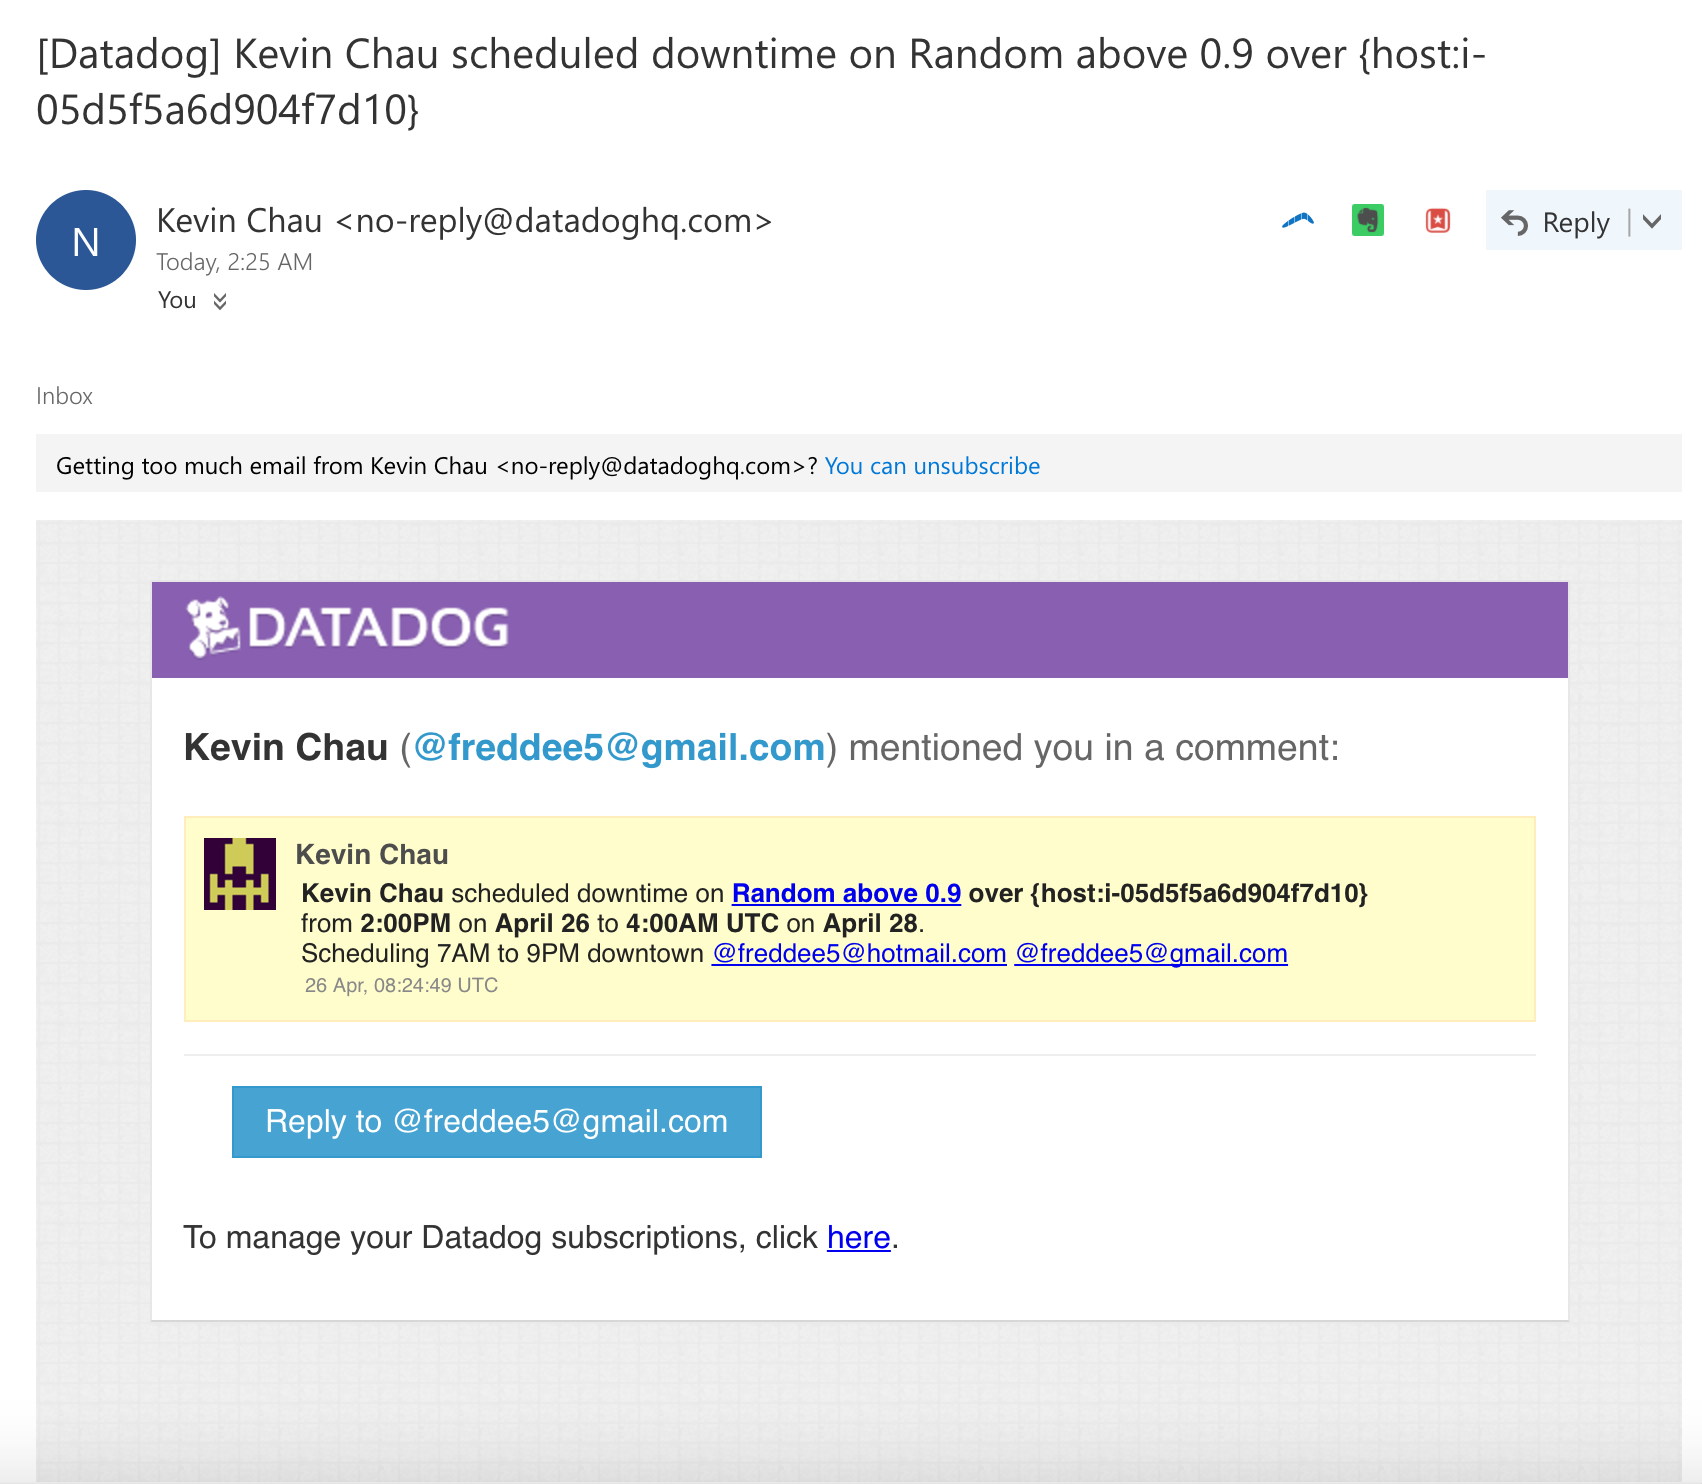 [Datadog] Kevin Chau scheduled downtime on Random above 0.9 over {host:i-
05d5f5a6d904f7d10}
N
Kevin Chau <no-reply@datadoghq.com>
Today, 2:25 AM
You
Reply
Inbox
Getting too much email from Kevin Chau <no-reply@datadoghq.com>? You can unsubscribe
DATADOG
Kevin Chau (@freddee5@gmail.com) mentioned you in a comment:
Kevin Chau
Kevin Chau scheduled downtime on Random above 0.9 over {host:i-05d5f5a6d904f7d10}
from 2:00PM on April 26 to 4:00AM UTC on April 28.
Scheduling 7AM to 9PM downtown @freddee5@hotmail.com @freddee5@gmail.com
26 Apr, 08:24:49 UTC
Reply to @freddee5@gmail.com
To manage your Datadog subscriptions, click here.